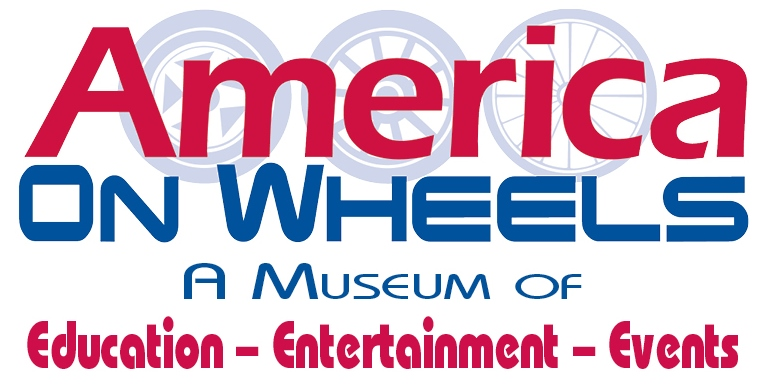 America
ON WHEELS
A MUSEUM OF
Education – Entertainment – Events